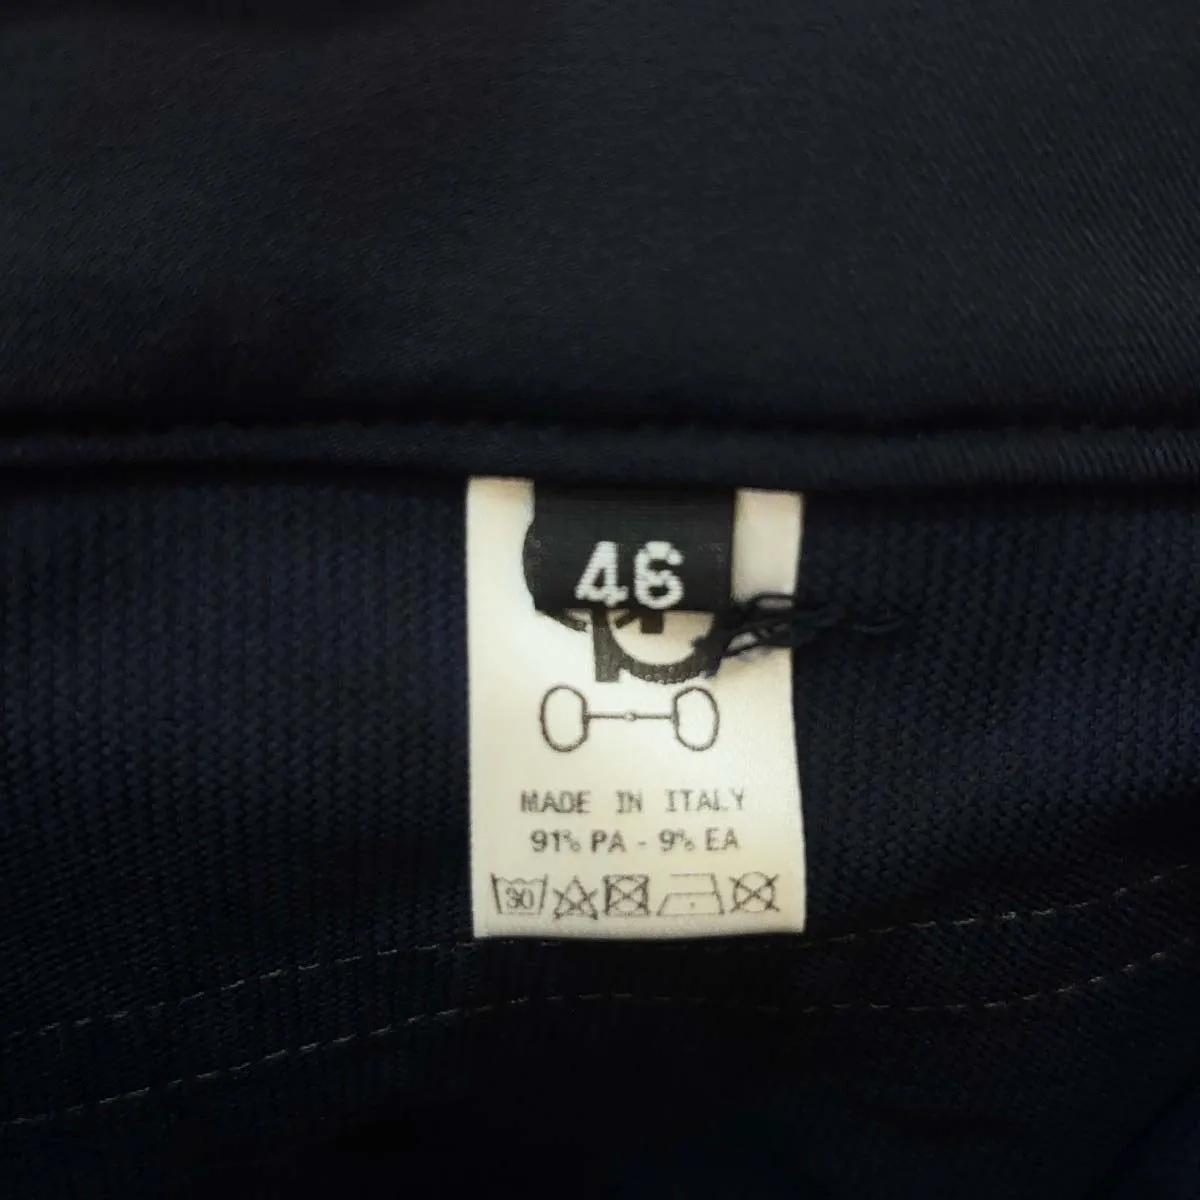 46
MADE IN ITALY
91% PA - 9% EA
30